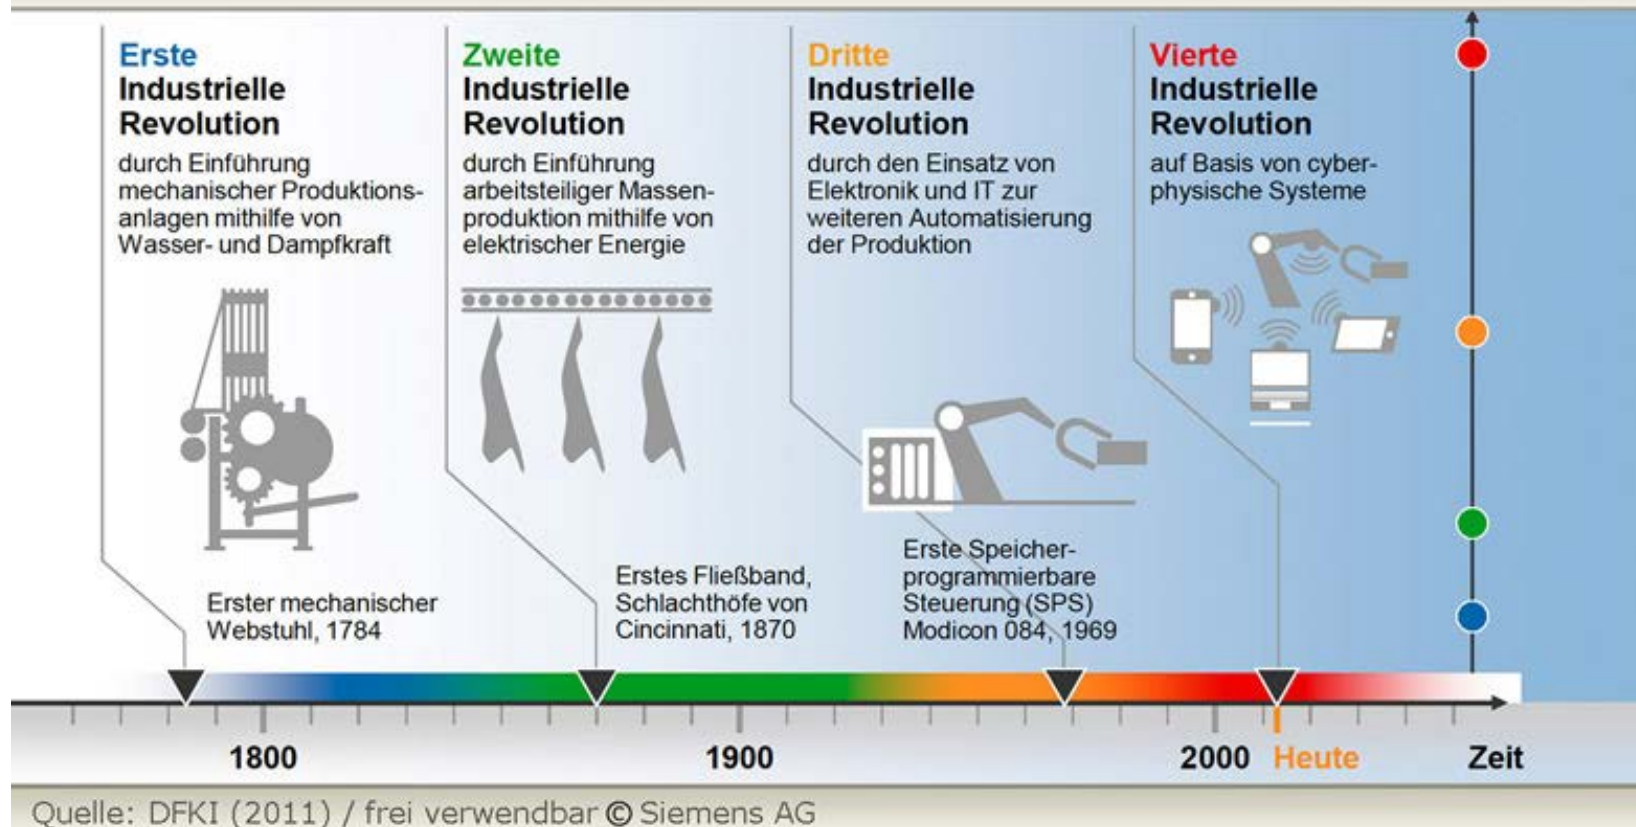 Erste
Industrielle
Revolution
durch Einführung
mechanischer Produktions-
anlagen mithilfe von
Wasser- und Dampfkraft
Erster mechanischer
Webstuhl, 1784
Zweite
Industrielle
Revolution
durch Einführung
arbeitsteiliger Massen-
produktion mithilfe von
elektrischer Energie
Erstes Fließband,
Schlachthöfe von
Cincinnati, 1870
Dritte
Industrielle
Revolution
durch den Einsatz von
Elektronik und IT zur
weiteren Automatisierung
der Produktion
Erste Speicher-
programmierbare
Steuerung (SPS)
Modicon 084, 1969
Vierte
Industrielle
Revolution
auf Basis von cyber-
physische Systeme
1800
1900
2000
Heute
Zeit
Quelle: DFKI (2011) / frei verwendbar © Siemens AG